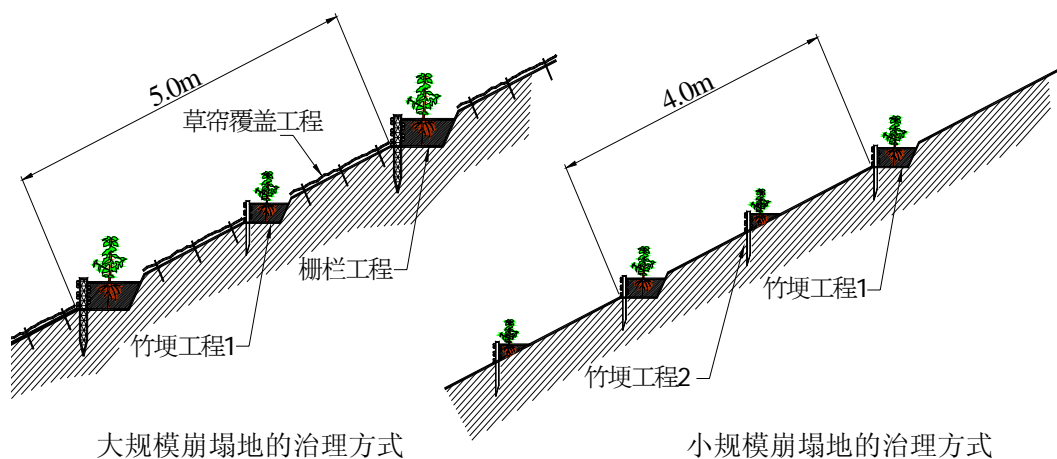 5.0m
草帘覆盖工程
栅栏工程
竹埂工程1
大规模崩塌地的治理方式
4.0m
竹埂工程1
竹埂工程2
小规模崩塌地的治理方式